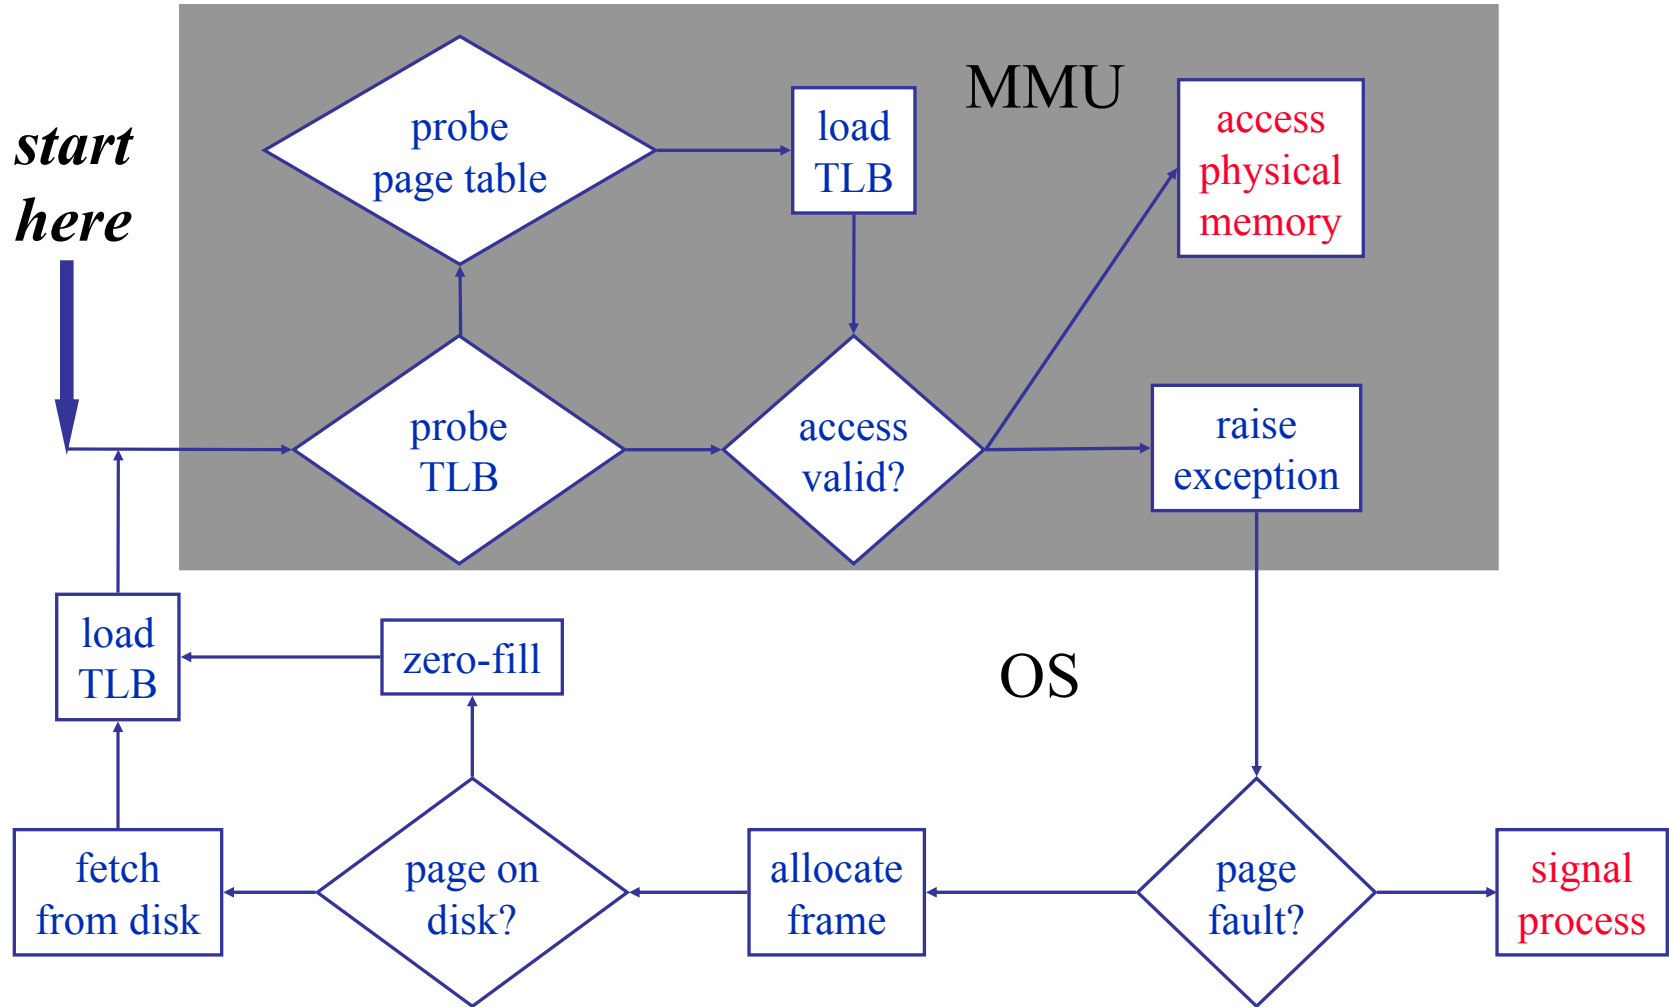 MMU
start
here
probe
page table
load
TLB
access
physical
memory
probe
TLB
access
valid?
raise
exception
load
TLB
zero-fill
OS
fetch
from disk
page on
disk?
allocate
frame
page
fault?
signal
process